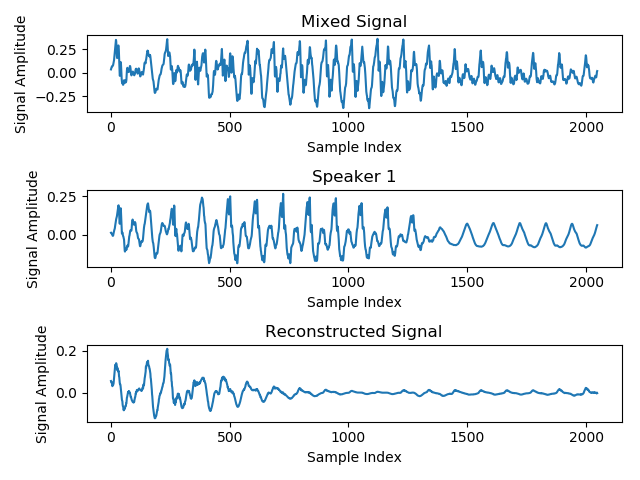 Mixed Signal
Signal Amplitude
0.25
0.00
−0.25
0
500
1000
1500
2000
Sample Index
Speaker 1
Signal Amplitude
0.25
0.00
0
500
1000
1500
2000
Sample Index
Reconstructed Signal
Signal Amplitude
0.2
0.0
0
500
1000
1500
2000
Sample Index